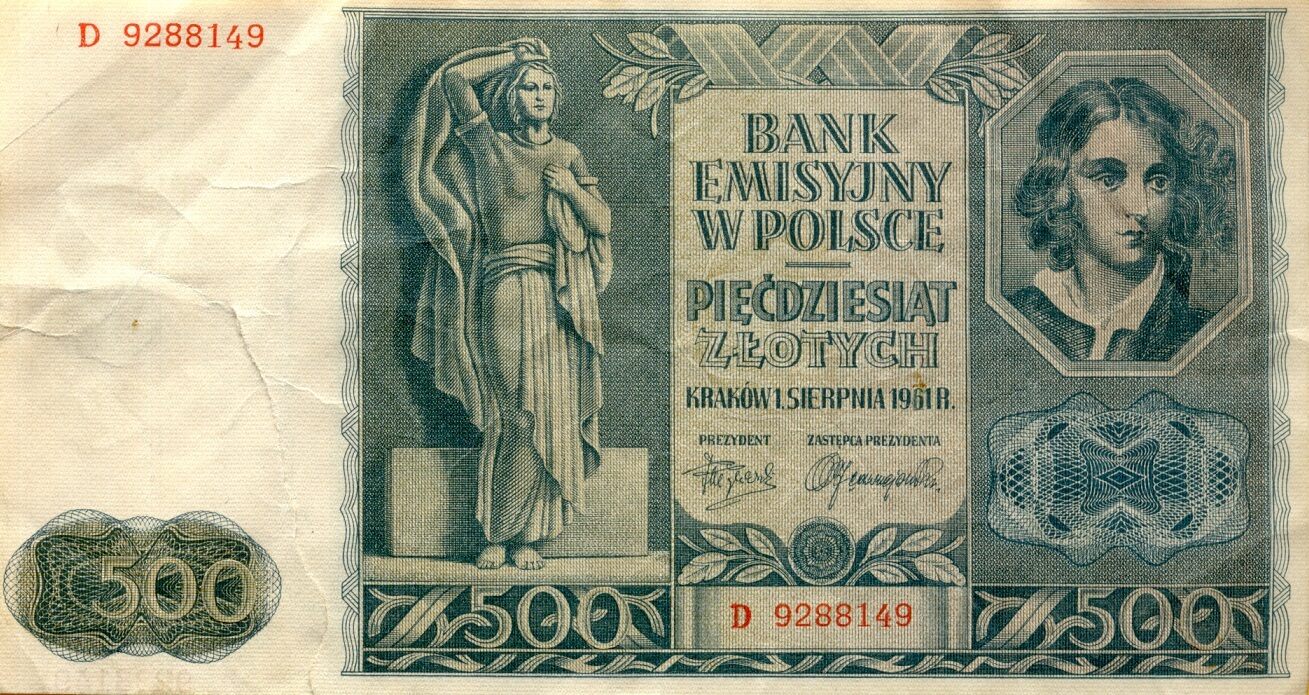 D 9288149
BANK
EMISYJNY
W POLSCE
PIĘĆDZIESIĄT
ZŁOTYCH
KRAKÓW 1. SIERPNIA 1961 R.
PREZYDENT ZASTĘPCA PREZYDENTA
500
500
D 9288149
500